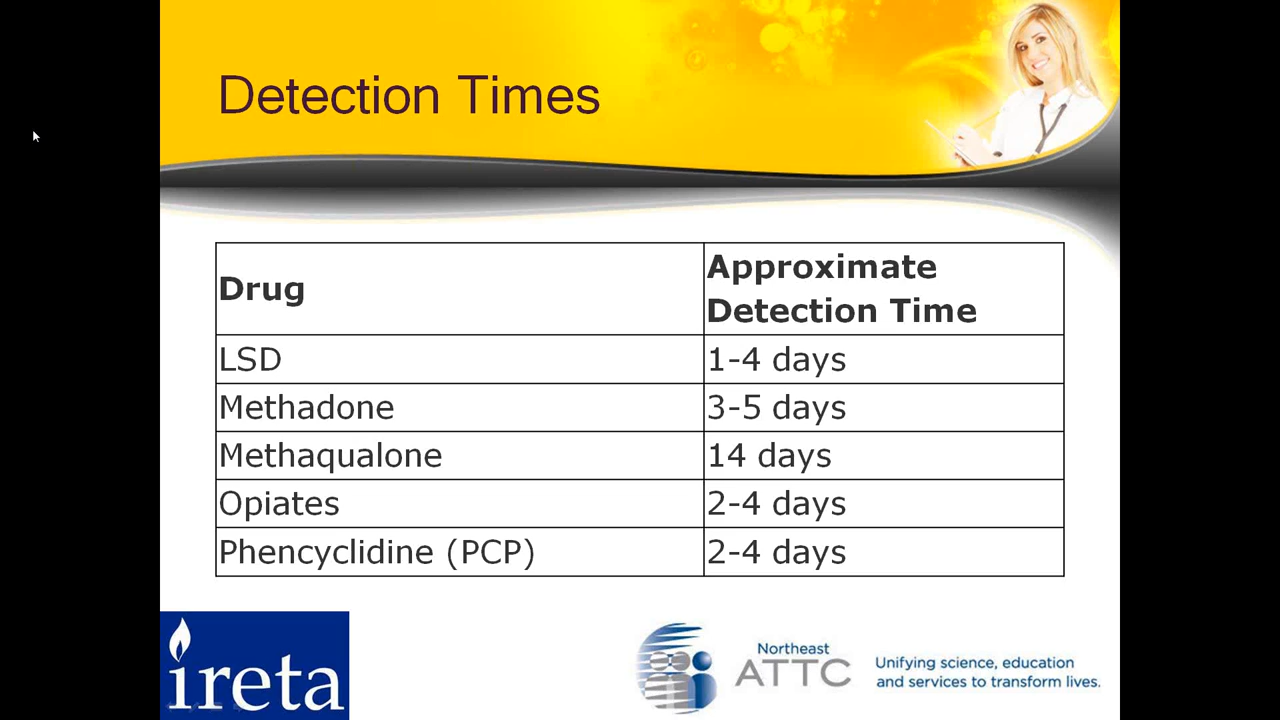 Detection Times
Drug
Approximate
Detection Time
LSD
1-4 days
Methadone
3-5 days
Methaqualone
14 days
Opiates
2-4 days
Phencyclidine (PCP)
2-4 days
ireta
Northeast
ATTC
Unifying science, education
and services to transform lives.